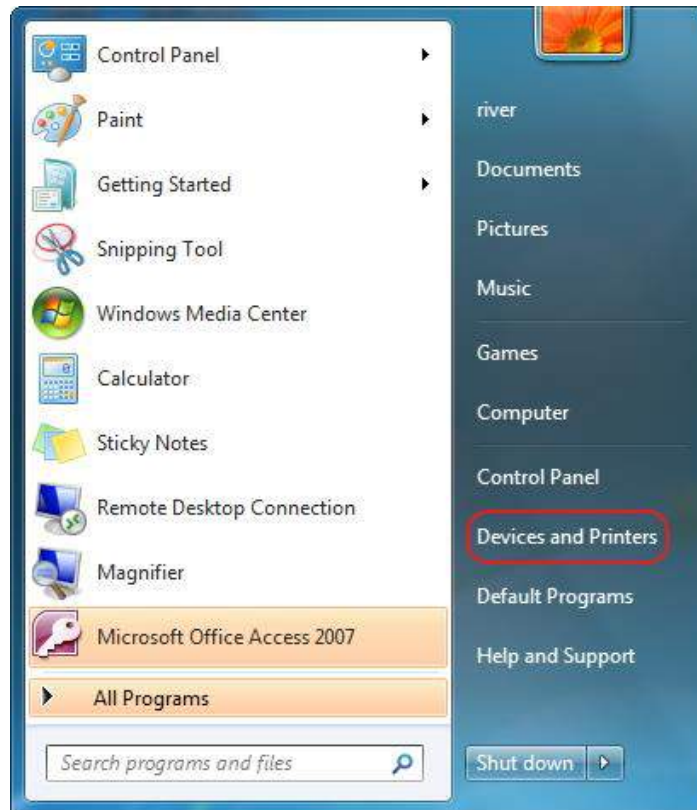 Control Panel
Paint
Getting Started
Snipping Tool
Windows Media Center
Calculator
Sticky Notes
Remote Desktop Connection
Magnifier
Microsoft Office Access 2007
All Programs
Search programs and files
river
Documents
Pictures
Music
Games
Computer
Control Panel
Devices and Printers
Default Programs
Help and Support
Shut down